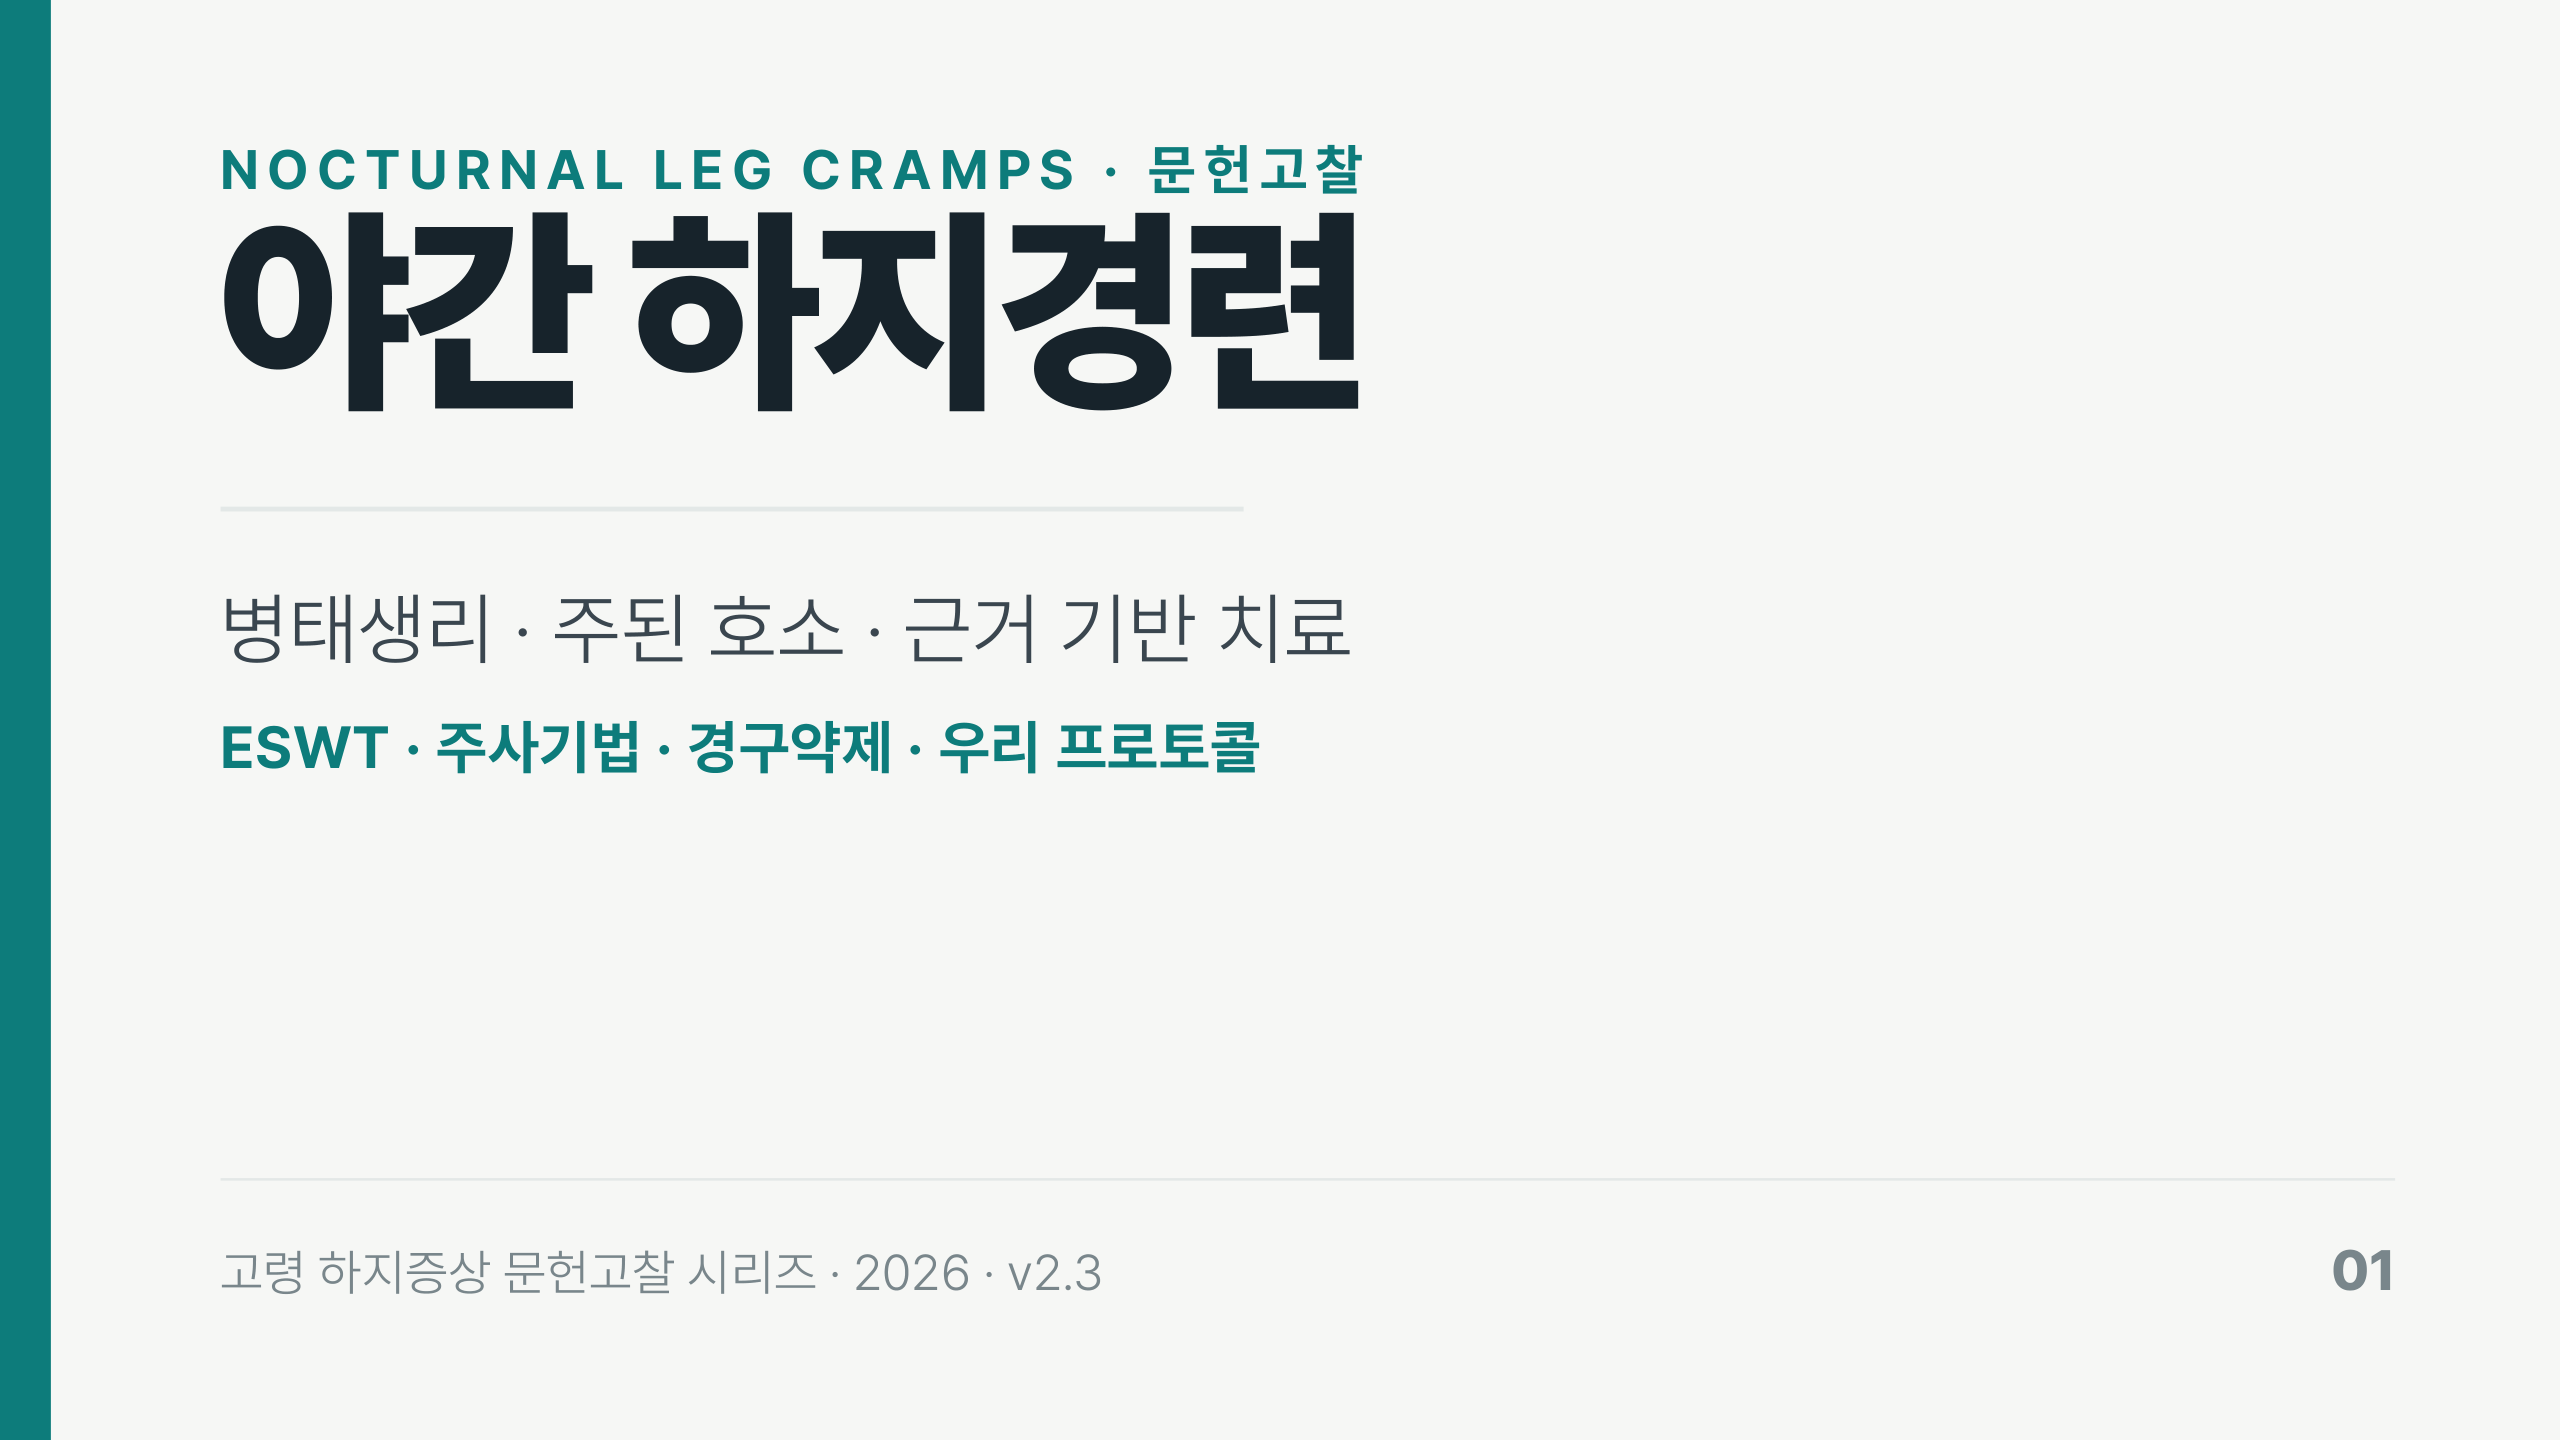 NOCTURNAL LEG CRAMPS · 문헌고찰
야간 하지경련
병태생리 · 주된 호소 · 근거 기반 치료
ESWT · 주사기법 · 경구약제 · 우리 프로토콜
고령 하지증상 문헌고찰 시리즈 · 2026 · v2.3
01